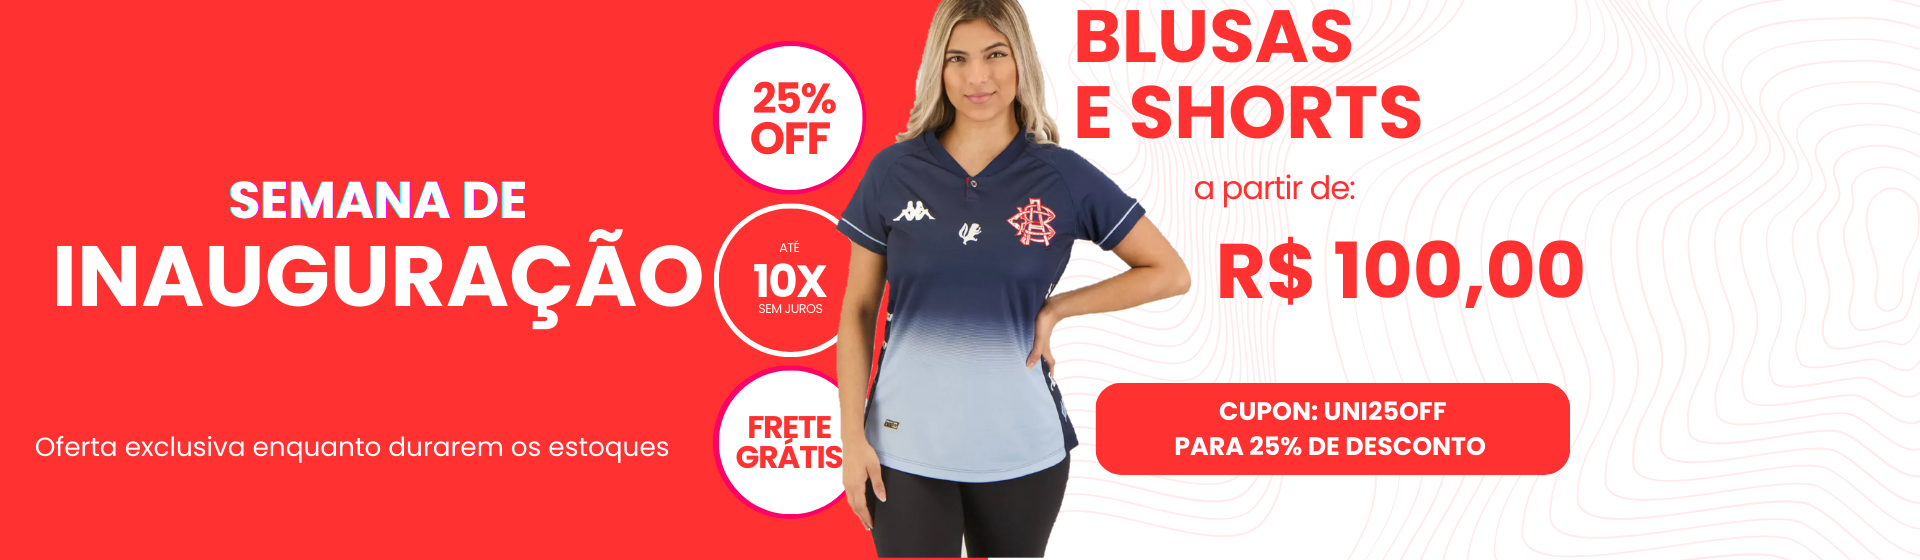 SEMANA DE
INAUGURAÇÃO
Oferta exclusiva enquanto durarem os estoques
25%
OFF
ATÉ
10X
SEM JUROS
FRETE
GRÁTIS
BLUSAS
E SHORTS
a partir de:
R$ 100,00
CUPON: UNI25OFF
PARA 25% DE DESCONTO